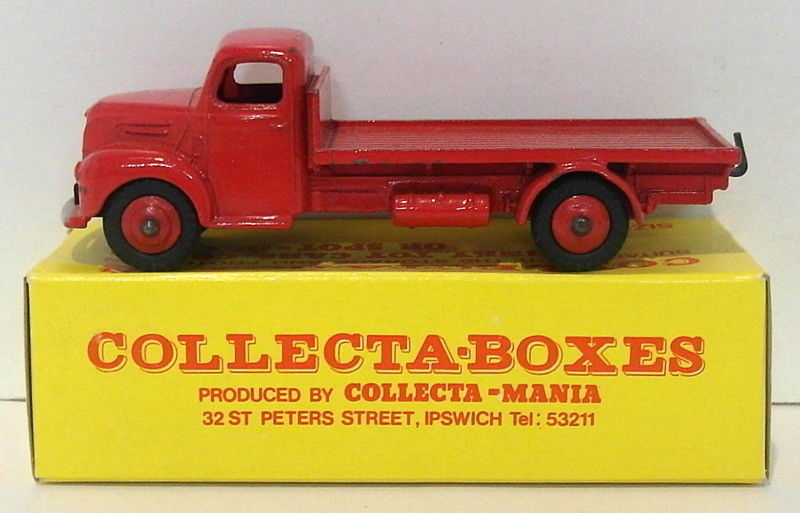 COLLECTA·BOXES
PRODUCED BY COLLECTA-MANIA
32 ST PETERS STREET, IPSWICH Tel: 53211